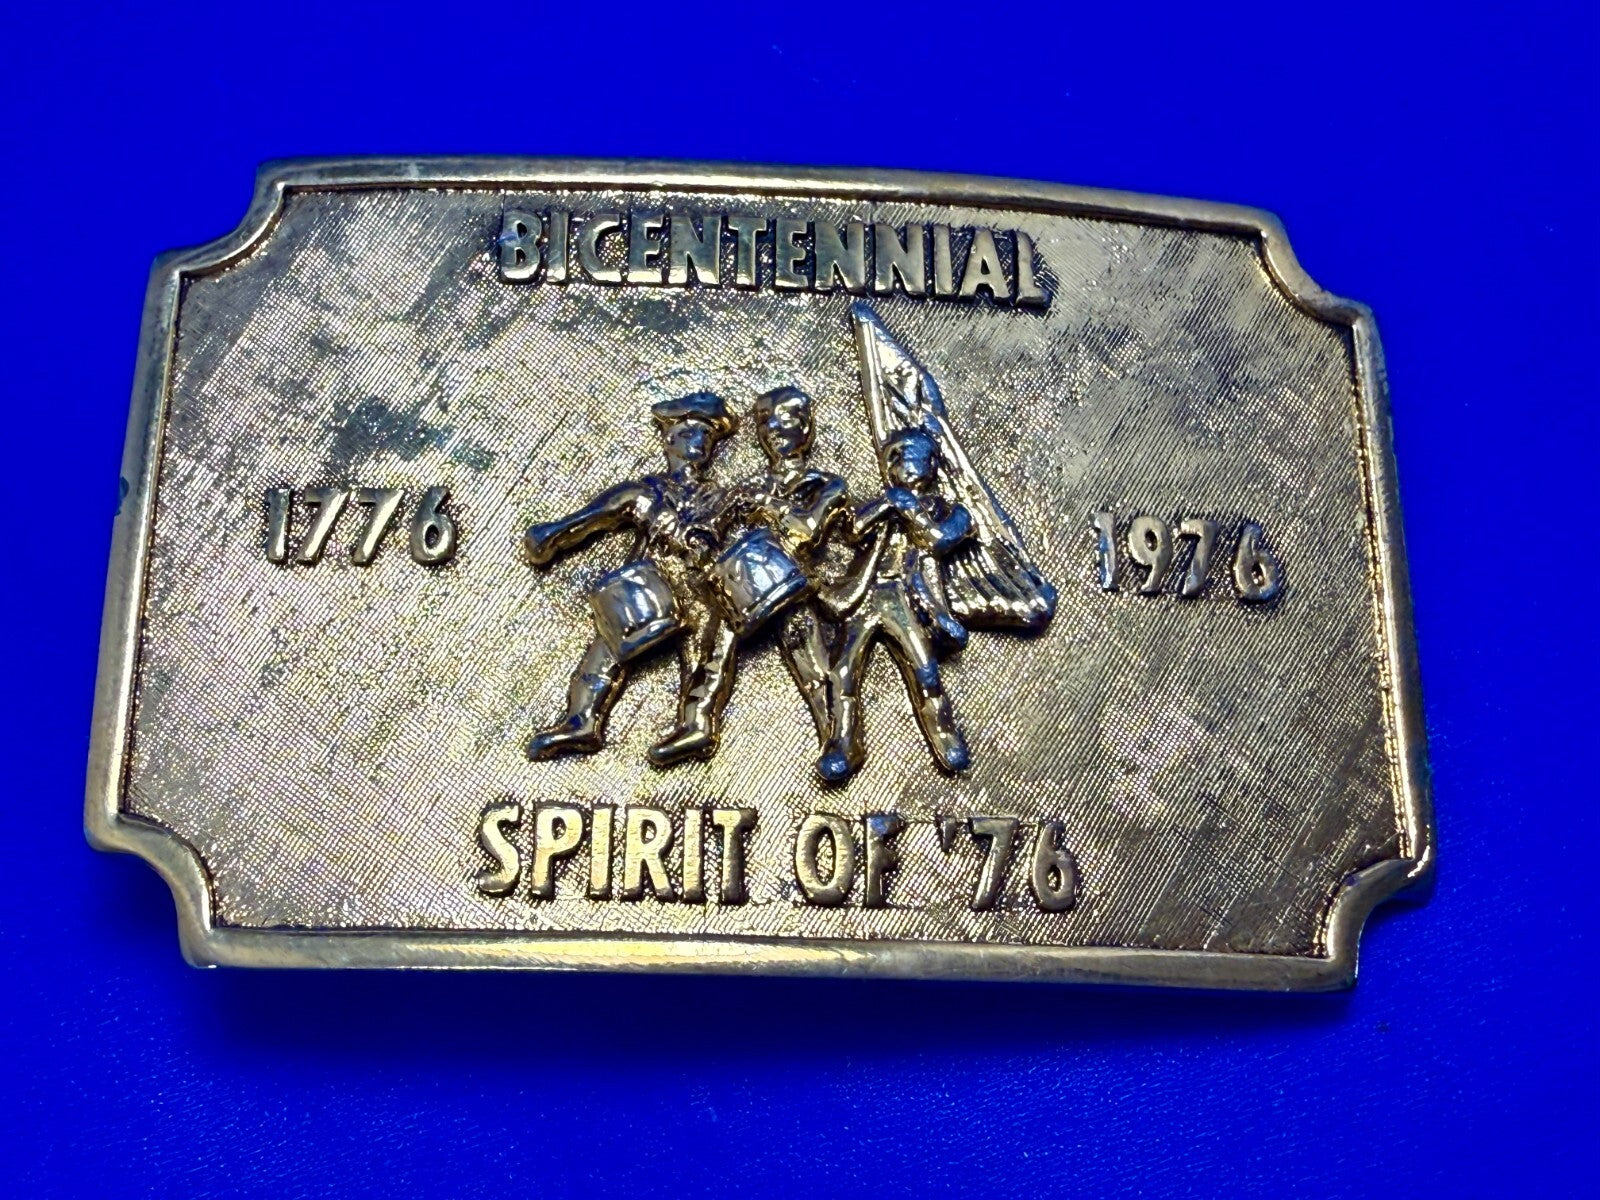 BICENTENNIAL
1776 1976
SPIRIT OF '76